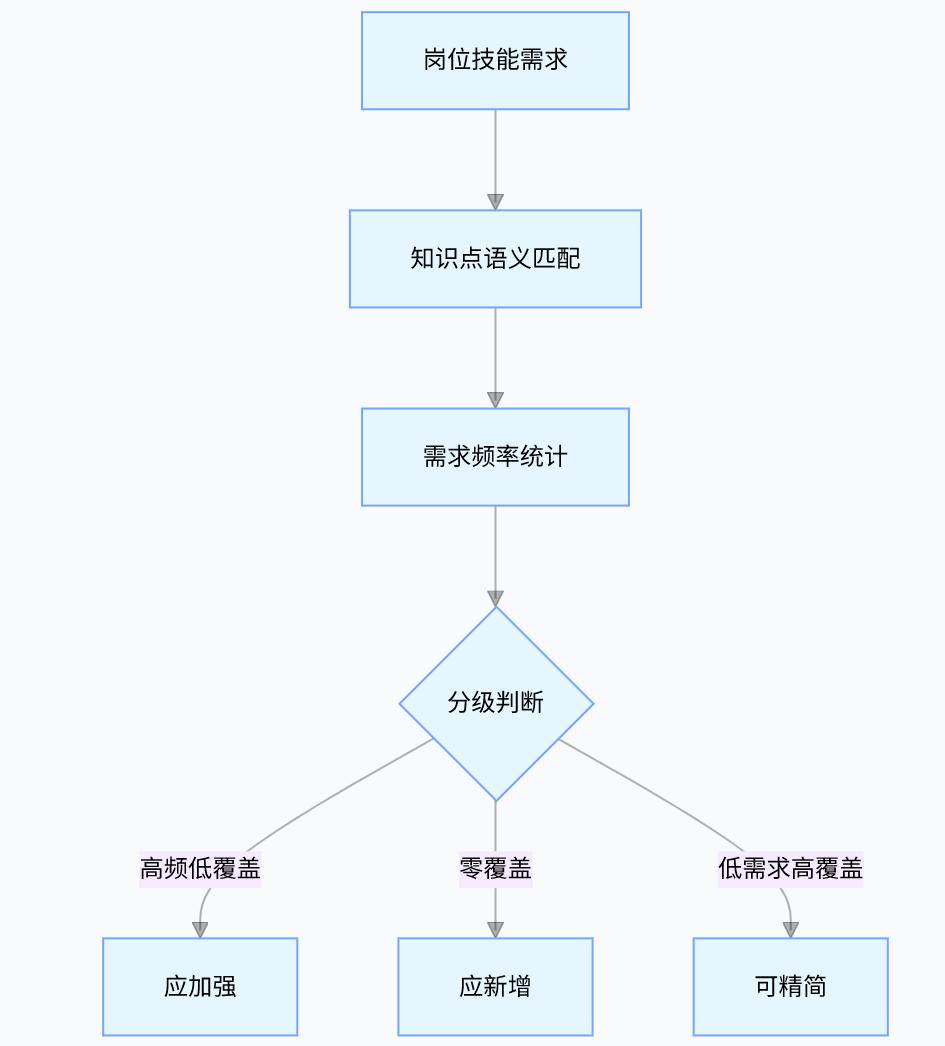 岗位技能需求
知识点语义匹配
需求频率统计
分级判断
高频低覆盖
零覆盖
低需求高覆盖
应加强
应新增
可精简